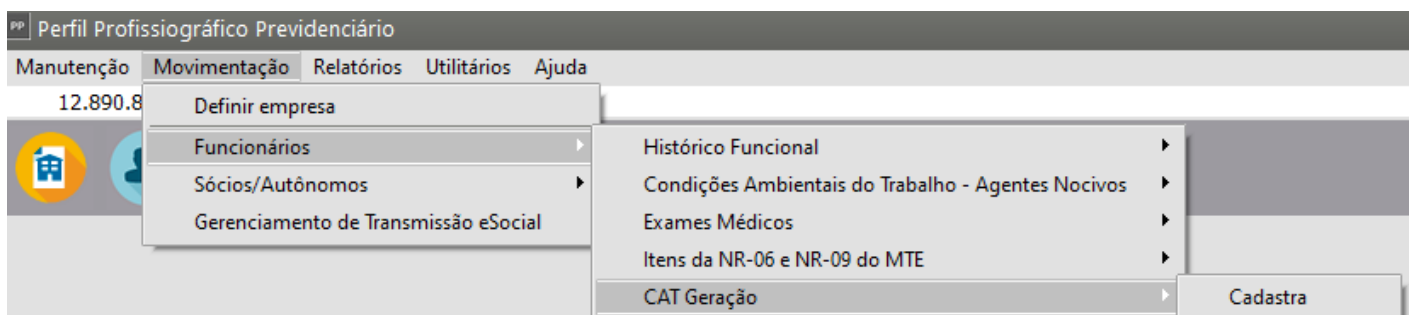 PP Perfil Profissiográfico Previdenciário
Manutenção Movimentação Relatórios Utilitários Ajuda
12.890.8
Definir empresa
Funcionários
Sócios/Autônomos
Gerenciamento de Transmissão eSocial
Histórico Funcional
Condições Ambientais do Trabalho - Agentes Nocivos
Exames Médicos
Itens da NR-06 e NR-09 do MTE
CAT Geração
Cadastra